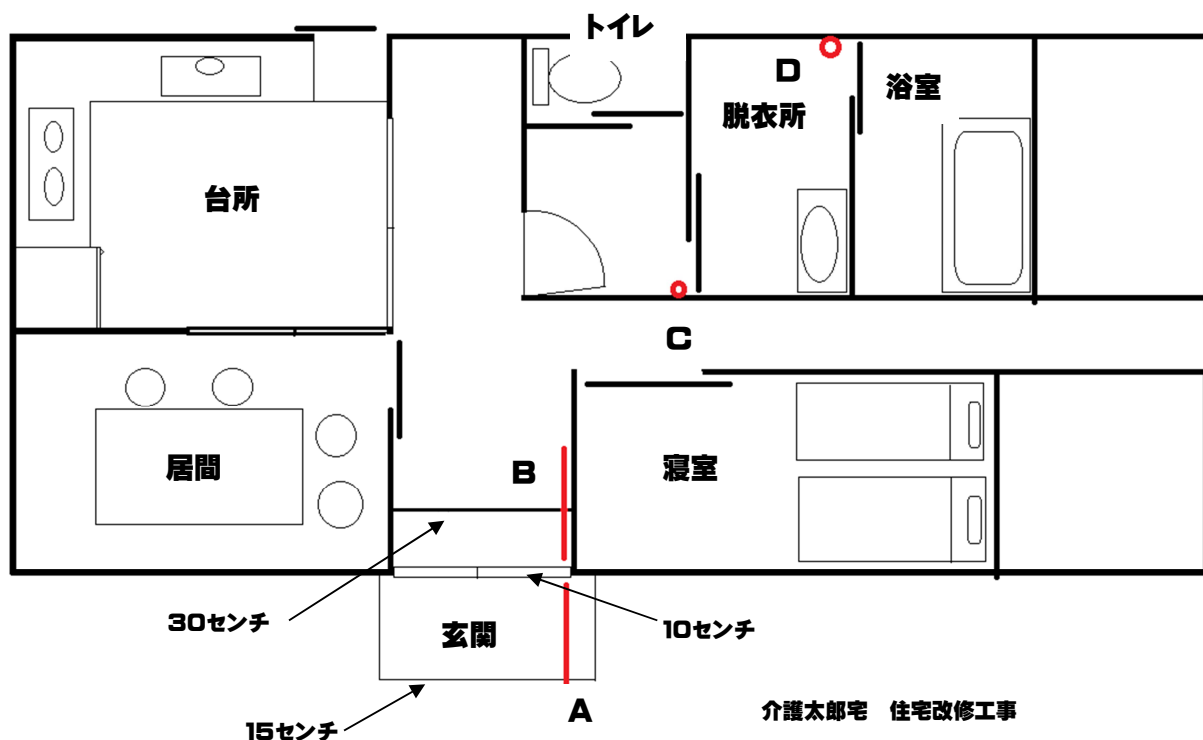 トイレ
D
浴室
脱衣所
台所
C
B
寝室
居間
30センチ
玄関
10センチ
A
15センチ
介護太郎宅　住宅改修工事